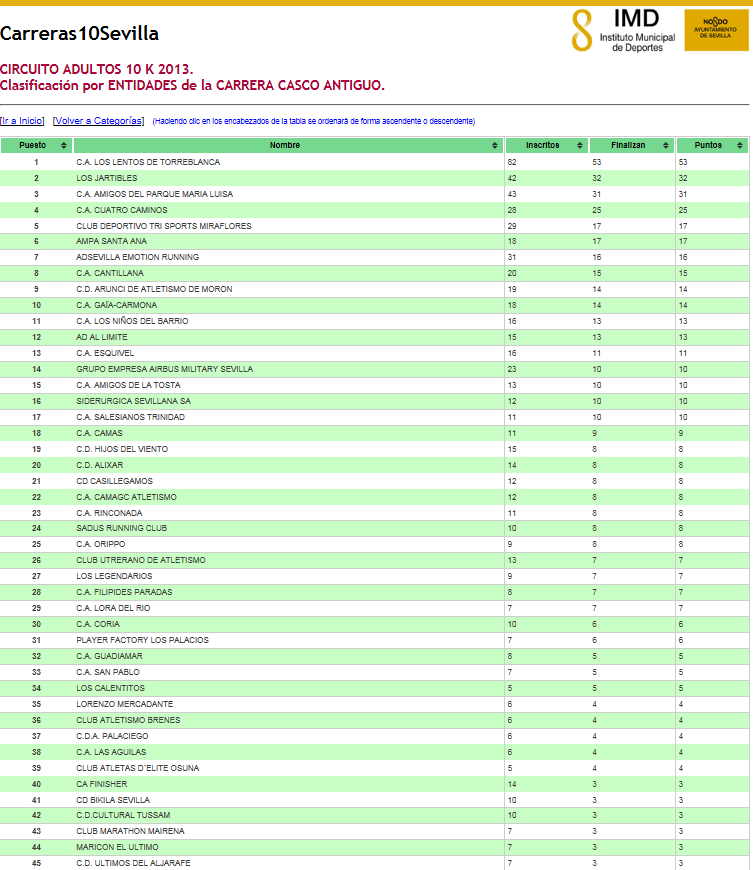 IMD
Instituto Municipal
de Deportes
NO8DO
AYUNTAMIENTO
DE SEVILLA
Carreras10Sevilla
CIRCUITO ADULTOS 10 K 2013.
Clasificación por ENTIDADES de la CARRERA CASCO ANTIGUO.
[Ir a Inicio] [Volver a Categorías] (Haciendo clic en los encabezados de la tabla se ordenará de forma ascendente o descendente)
Puesto Nombre Inscritos Finalizan Puntos
1 C.A. LOS LENTOS DE TORREBLANCA 82 53 53
2 LOS JARTIBLES 42 32 32
3 C.A. AMIGOS DEL PARQUE MARIA LUISA 43 31 31
4 C.A. CUATRO CAMINOS 28 25 25
5 CLUB DEPORTIVO TRI SPORTS MIRAFLORES 29 17 17
6 AMPA SANTA ANA 18 17 17
7 ADSEVILLA EMOTION RUNNING 31 16 16
8 C.A. CANTILLANA 20 15 15
9 C.D. ARUNCI DE ATLETISMO DE MORON 19 14 14
10 C.A. GAÏA-CARMONA 18 14 14
11 C.A. LOS NIÑOS DEL BARRIO 16 13 13
12 AD AL LIMITE 15 13 13
13 C.A. ESQUIVEL 16 11 11
14 GRUPO EMPRESA AIRBUS MILITARY SEVILLA 23 10 10
15 C.A. AMIGOS DE LA TOSTA 13 10 10
16 SIDERURGICA SEVILLANA SA 12 10 10
17 C.A. SALESIANOS TRINIDAD 11 10 10
18 C.A. CAMAS 11 9 9
19 C.D. HIJOS DEL VIENTO 15 8 8
20 C.D. ALIXAR 14 8 8
21 CD CASILLEGAMOS 12 8 8
22 C.A. CAMAGC ATLETISMO 12 8 8
23 C.A. RINCONADA 11 8 8
24 SADUS RUNNING CLUB 10 8 8
25 C.A. ORIPPO 9 8 8
26 CLUB UTRERANO DE ATLETISMO 13 7 7
27 LOS LEGENDARIOS 9 7 7
28 C.A. FILIPIDES PARADAS 8 7 7
29 C.A. LORA DEL RIO 7 7 7
30 C.A. CORIA 10 6 6
31 PLAYER FACTORY LOS PALACIOS 7 6 6
32 C.A. GUADIAMAR 8 5 5
33 C.A. SAN PABLO 7 5 5
34 LOS CALENTITOS 5 5 5
35 LORENZO MERCADANTE 6 4 4
36 CLUB ATLETISMO BRENES 6 4 4
37 C.D.A. PALACIEGO 6 4 4
38 C.A. LAS AGUILAS 6 4 4
39 CLUB ATLETAS D´ELITE OSUNA 5 4 4
40 CA FINISHER 14 3 3
41 CD BIKILA SEVILLA 10 3 3
42 C.D.CULTURAL TUSSAM 10 3 3
43 CLUB MARATHON MAIRENA 7 3 3
44 MARICON EL ULTIMO 7 3 3
45 C.D. ULTIMOS DEL ALJARAFE 7 3 3